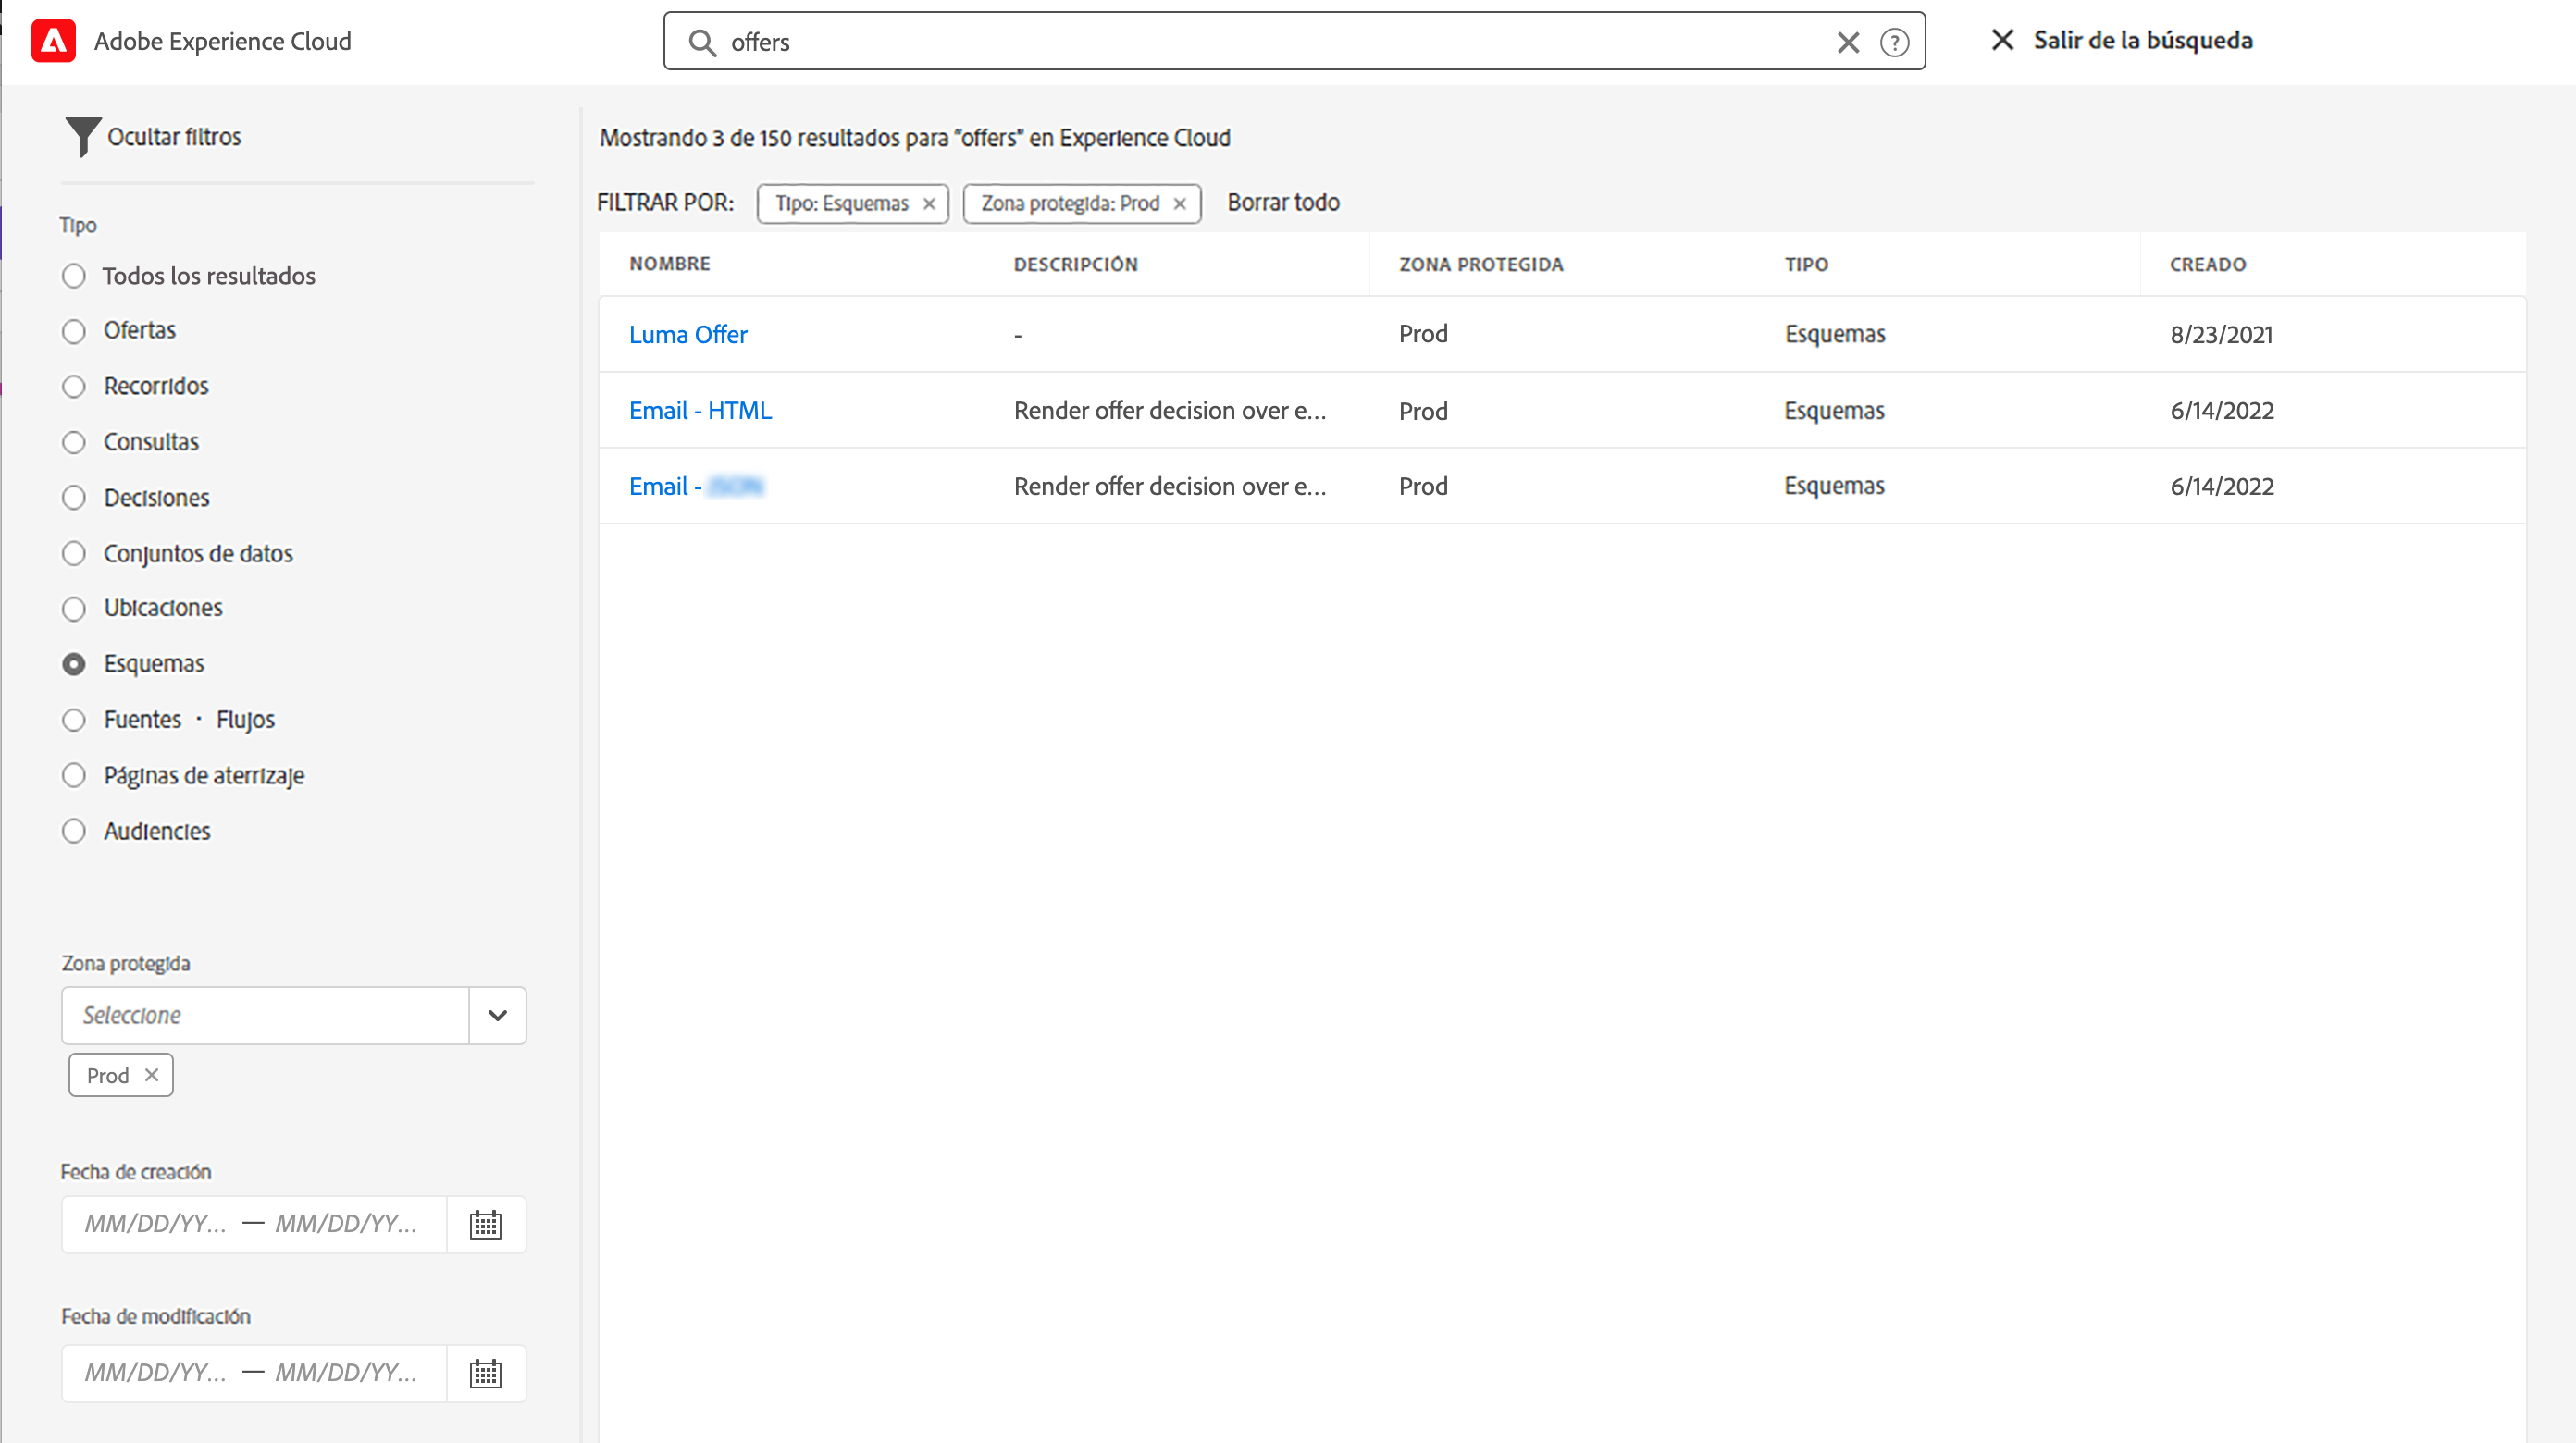 Adobe Experience Cloud
offers
Salir de la búsqueda
Ocultar filtros
Tipo
Todos los resultados
Ofertas
Recorridos
Consultas
Decisiones
Conjuntos de datos
Ubicaciones
Esquemas
Fuentes · Flujos
Páginas de aterrizaje
Audiencies
Zona protegida
Seleccione
Prod
Fecha de creación
MM/DD/YY... — MM/DD/YY...
Fecha de modificación
MM/DD/YY... — MM/DD/YY...
Mostrando 3 de 150 resultados para "offers" en Experience Cloud
FILTRAR POR: Tipo: Esquemas Zona protegida: Prod Borrar todo
NOMBRE DESCRIPCIÓN ZONA PROTEGIDA TIPO CREADO
Luma Offer - Prod Esquemas 8/23/2021
Email - HTML Render offer decision over e... Prod Esquemas 6/14/2022
Email - Render offer decision over e... Prod Esquemas 6/14/2022